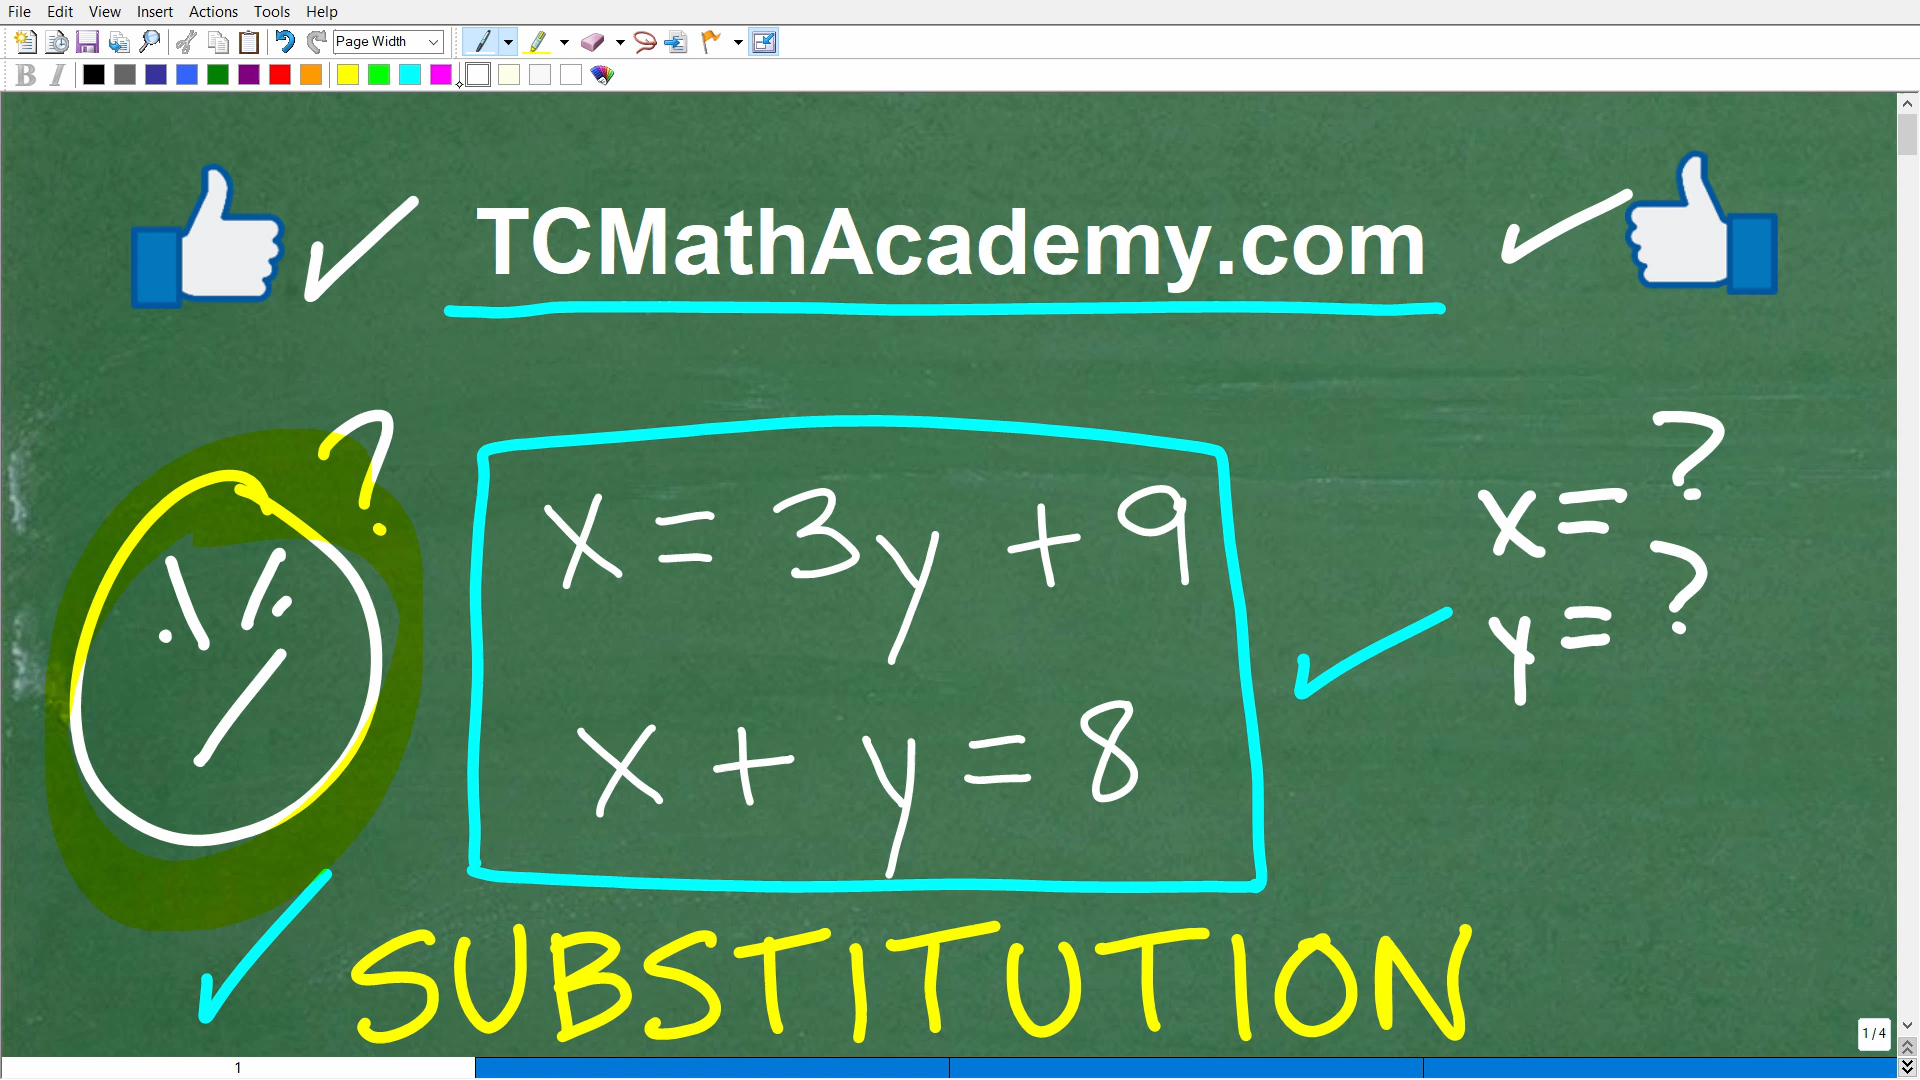 File Edit View Insert Actions Tools Help
Page Width
B I
TCMathAcademy.com
?
x = 3y + 9
x + y = 8
x = ?
y = ?
SUBSTITUTION
1 / 4
1